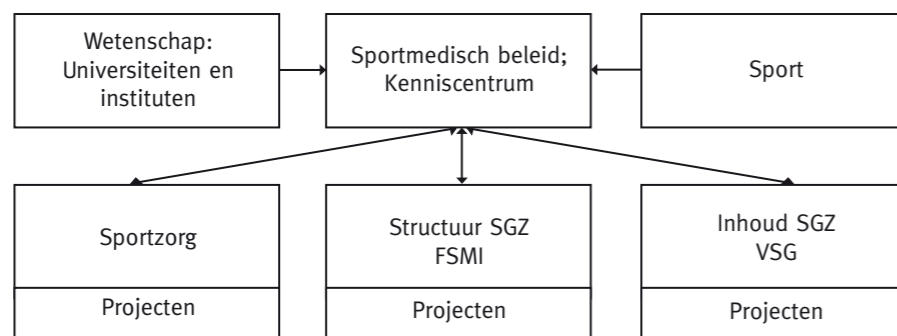 Wetenschap:
Universiteiten en
instituten
Sportmedisch beleid;
Kenniscentrum
Sport
Sportzorg
Structuur SGZ
FSMI
Inhoud SGZ
VSG
Projecten
Projecten
Projecten